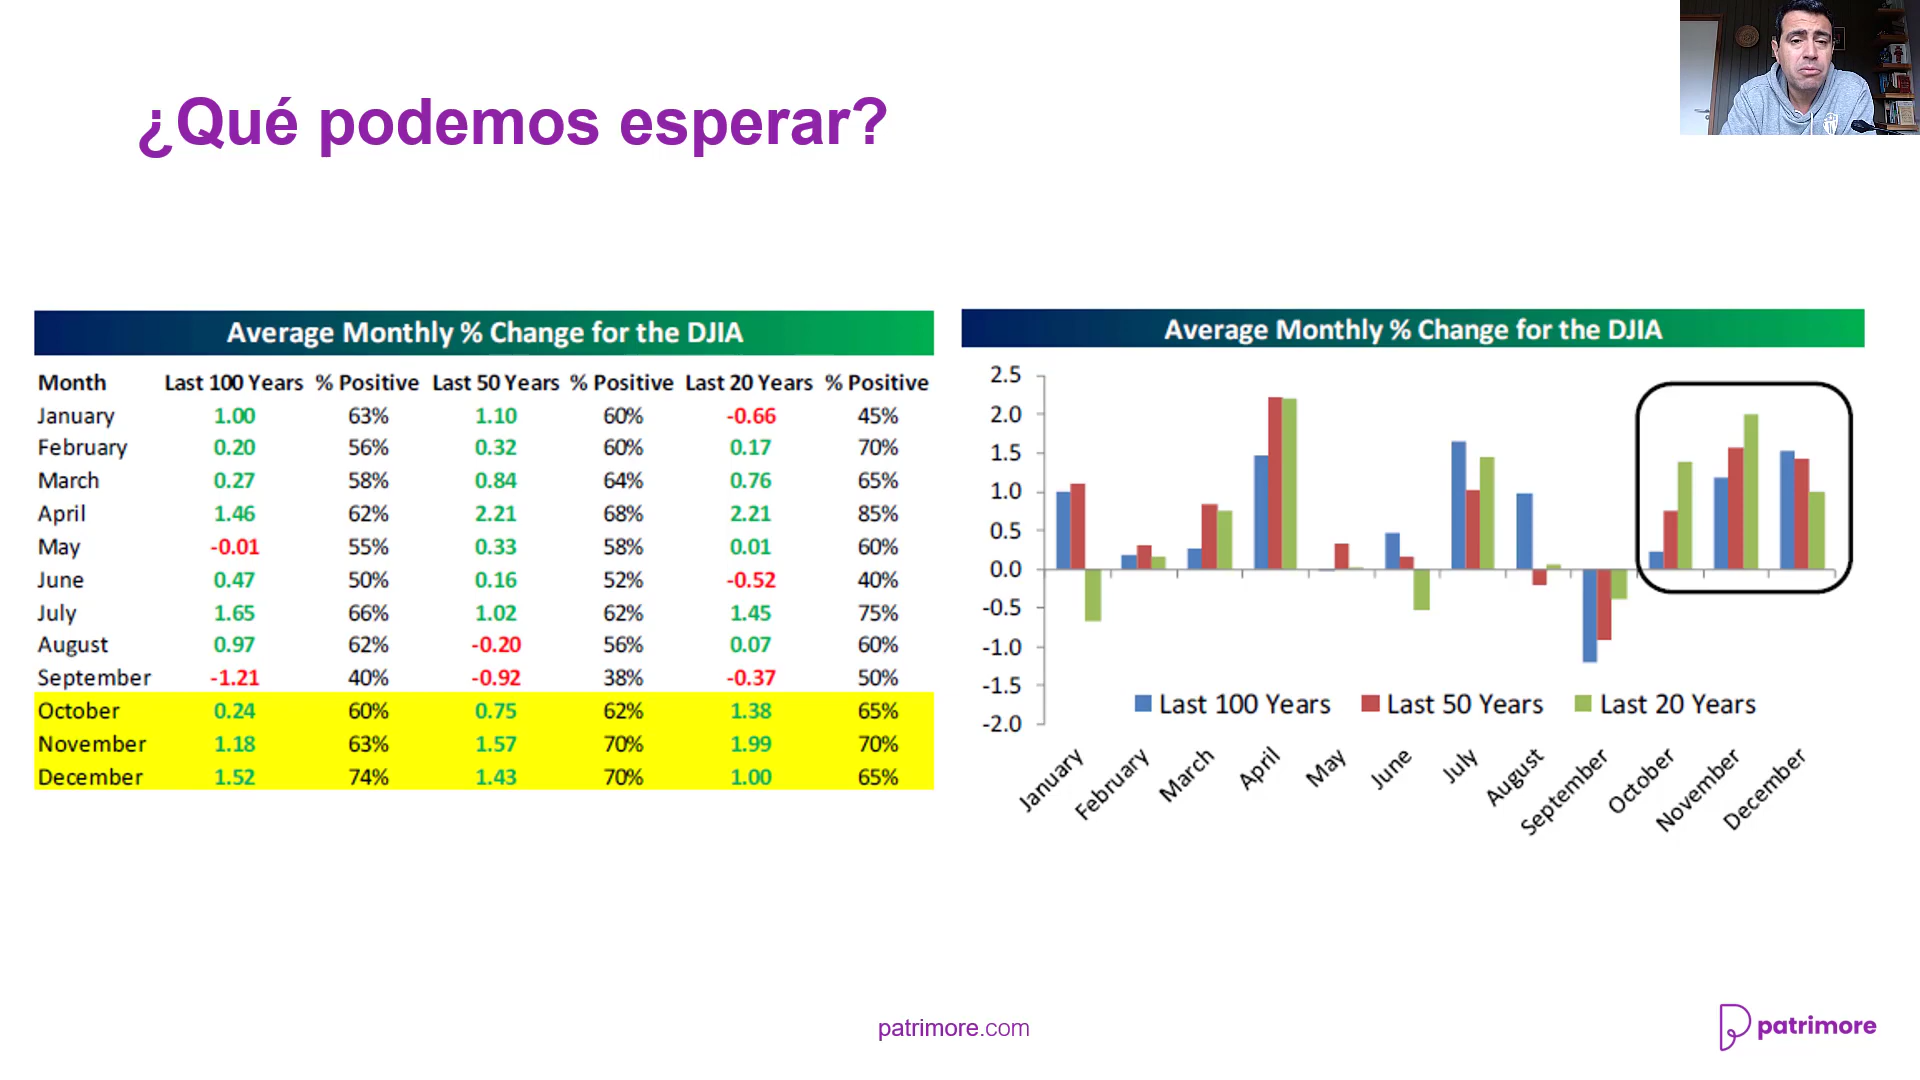 ¿Qué podemos esperar?
Average Monthly % Change for the DJIA
Month Last 100 Years % Positive Last 50 Years % Positive Last 20 Years % Positive
January 1.00 63% 1.10 60% -0.66 45%
February 0.20 56% 0.32 60% 0.17 70%
March 0.27 58% 0.84 64% 0.76 65%
April 1.46 62% 2.21 68% 2.21 85%
May -0.01 55% 0.33 58% 0.01 60%
June 0.47 50% 0.16 52% -0.52 40%
July 1.65 66% 1.02 62% 1.45 75%
August 0.97 62% -0.20 56% 0.07 60%
September -1.21 40% -0.92 38% -0.37 50%
October 0.24 60% 0.75 62% 1.38 65%
November 1.18 63% 1.57 70% 1.99 70%
December 1.52 74% 1.43 70% 1.00 65%
Average Monthly % Change for the DJIA
2.5
2.0
1.5
1.0
0.5
0.0
-0.5
-1.0
-1.5
-2.0
Last 100 Years Last 50 Years Last 20 Years
January February March April May June July August September October November December
patrimore.com
patrimore